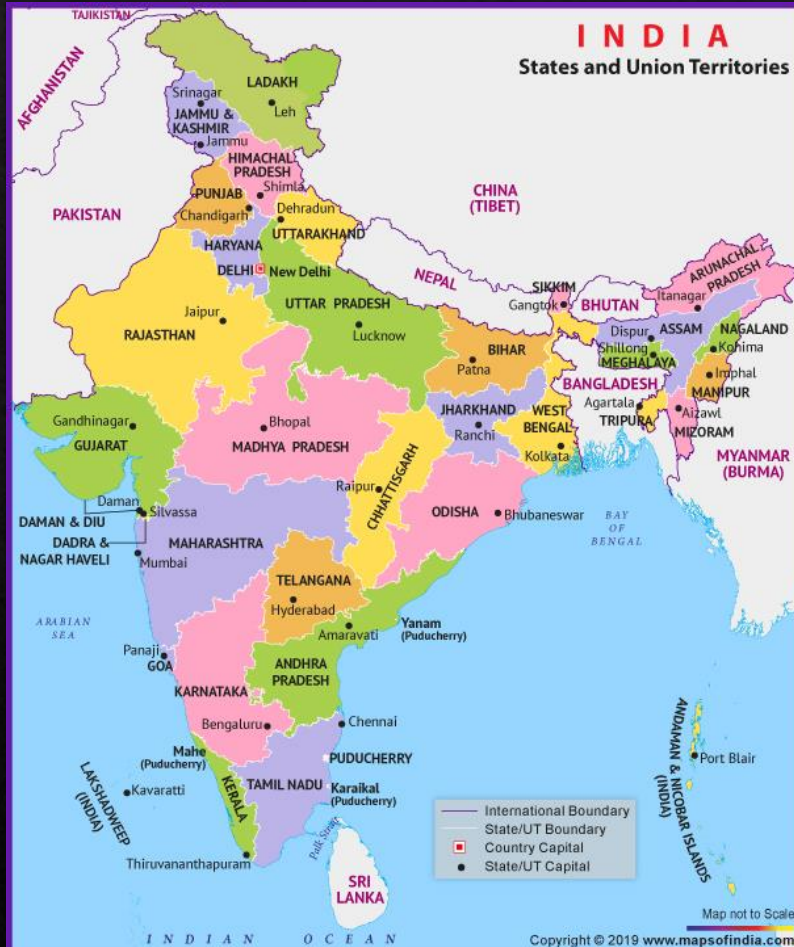 TAJIKISTAN
INDIA
States and Union Territories
AFGHANISTAN
LADAKH
Srinagar
Leh
JAMMU &
KASHMIR
Jammu
HIMACHAL
PRADESH
Shimla
CHINA
(TIBET)
PUNJAB
Chandigarh
Dehradun
UTTARAKHAND
PAKISTAN
HARYANA
DELHI
New Delhi
NEPAL
SIKKIM
Gangtok
BHUTAN
ARUNACHAL
PRADESH
Itanagar
UTTAR PRADESH
Lucknow
Jaipur
RAJASTHAN
BIHAR
Patna
Dispur
ASSAM
NAGALAND
Shillong
MEGHALAYA
Kohima
Imphal
MANIPUR
BANGLADESH
Agartala
TRIPURA
Aizawl
MIZORAM
MYANMAR
(BURMA)
Gandhinagar
GUJARAT
Bhopal
MADHYA PRADESH
JHARKHAND
Ranchi
WEST
BENGAL
Kolkata
Raipur
CHHATTISGARH
ODISHA
Bhubaneswar
BAY
OF
BENGAL
Daman
Silvassa
DAMAN & DIU
DADRA &
NAGAR HAVELI
MAHARASHTRA
Mumbai
TELANGANA
Hyderabad
Yanam
(Puducherry)
Amaravati
ARABIAN
SEA
Panaji
GOA
ANDHRA
PRADESH
KARNATAKA
Bengaluru
Chennai
Mahe
(Puducherry)
PUDUCHERRY
LAKSHADWEEP
(INDIA)
Kavaratti
KERALA
TAMIL NADU
Karaikal
(Puducherry)
Thiruvananthapuram
Palk Strait
SRI
LANKA
ANDAMAN & NICOBAR ISLANDS
(INDIA)
Port Blair
International Boundary
State/UT Boundary
Country Capital
State/UT Capital
INDIAN OCEAN
Map not to Scale
Copyright © 2019 www.mapsofindia.com